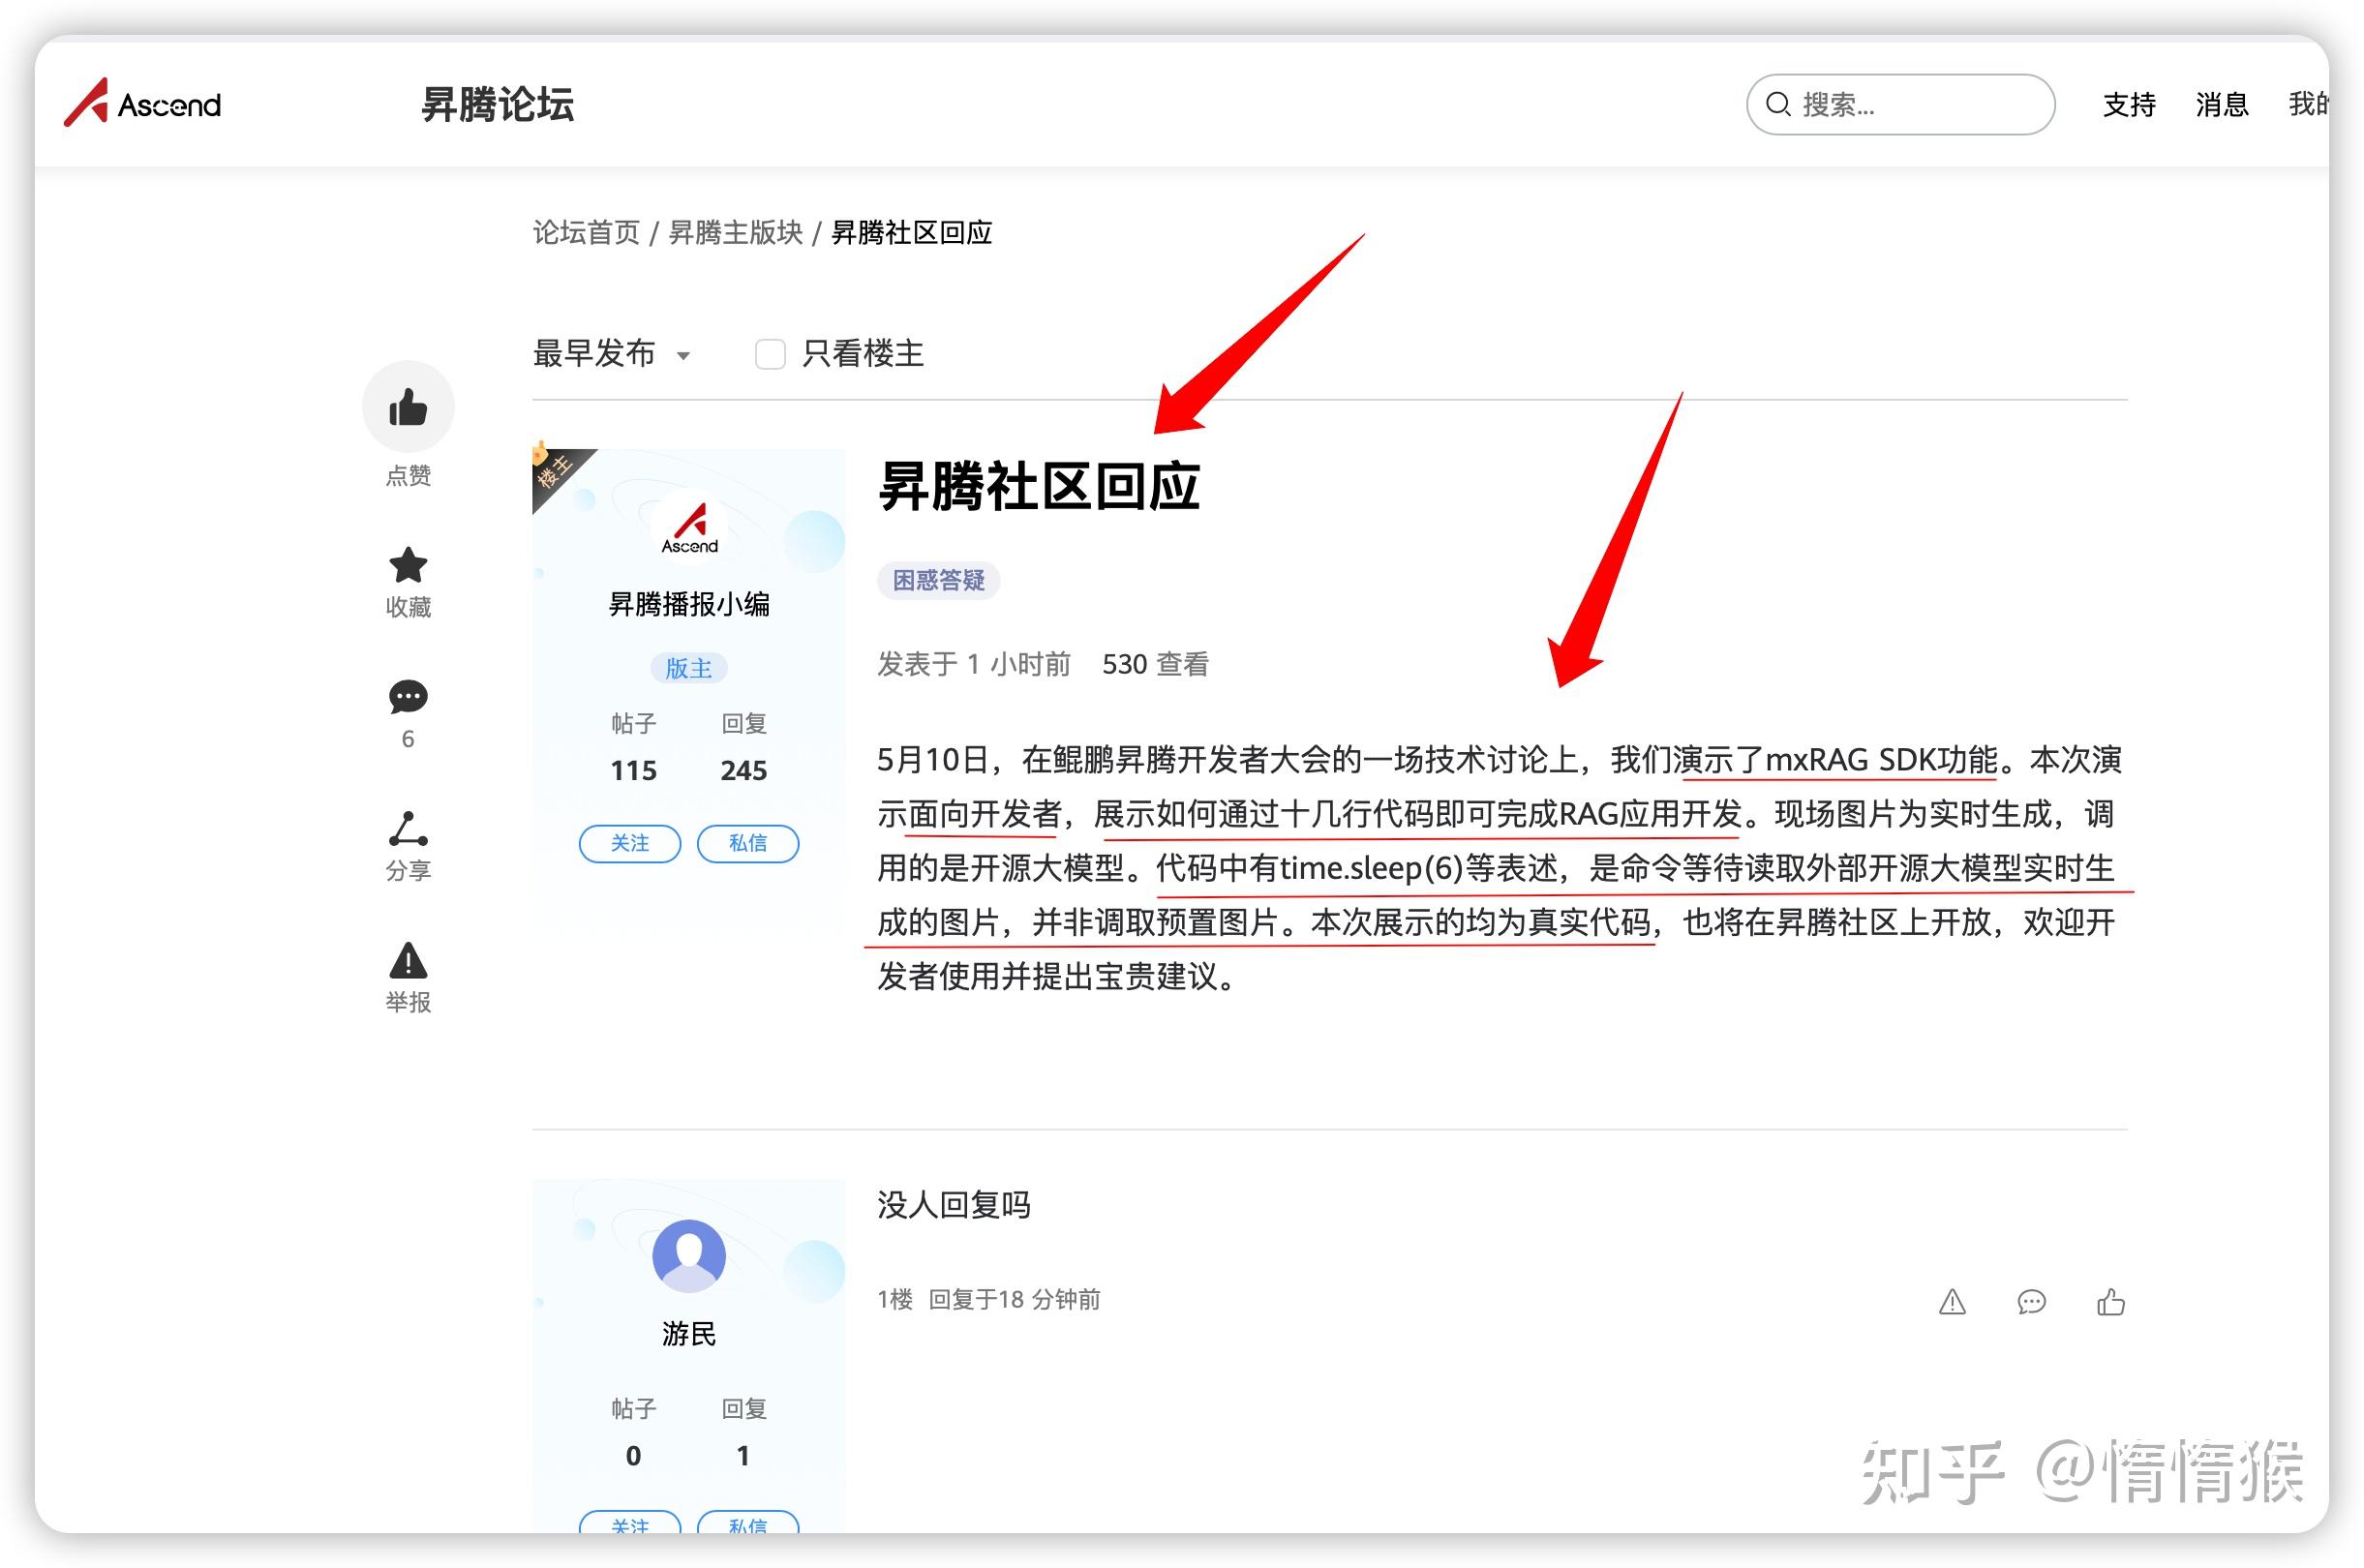 Ascend
昇腾论坛
搜索...
支持 消息 我的
论坛首页 / 昇腾主版块 / 昇腾社区回应
最早发布 只看楼主
点赞
收藏
6
分享
举报
楼主
Ascend
昇腾播报小编
版主
帖子 回复
115 245
关注 私信
昇腾社区回应
困惑答疑
发表于 1 小时前 530 查看
5月10日，在鲲鹏昇腾开发者大会的一场技术讨论上，我们演示了mxRAG SDK功能。本次演
示面向开发者，展示如何通过十几行代码即可完成RAG应用开发。现场图片为实时生成，调
用的是开源大模型。代码中有time.sleep(6)等表述，是命令等待读取外部开源大模型实时生
成的图片，并非调取预置图片。本次展示的均为真实代码，也将在昇腾社区上开放，欢迎开
发者使用并提出宝贵建议。
游民
帖子 回复
0 1
关注 私信
没人回复吗
1楼 回复于18 分钟前
知乎 @惰惰猴